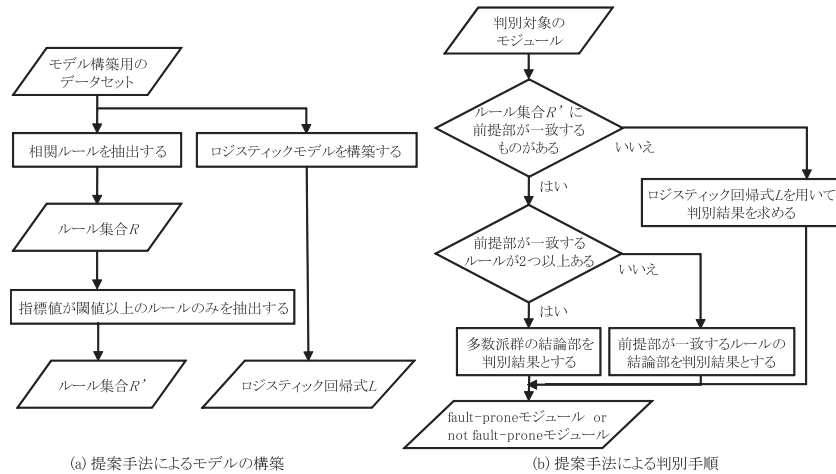 モデル構築用の
データセット
相関ルールを抽出する
ロジスティックモデルを構築する
ルール集合R
指標値が閾値以上のルールのみを抽出する
ルール集合R’
ロジスティック回帰式L
(a) 提案手法によるモデルの構築
判別対象の
モジュール
ルール集合R’に
前提部が一致する
ものがある
いいえ
はい
ロジスティック回帰式Lを用いて
判別結果を求める
前提部が一致する
ルールが2つ以上ある
いいえ
はい
多数派群の結論部を
判別結果とする
前提部が一致するルールの
結論部を判別結果とする
fault-proneモジュール or
not fault-proneモジュール
(b) 提案手法による判別手順